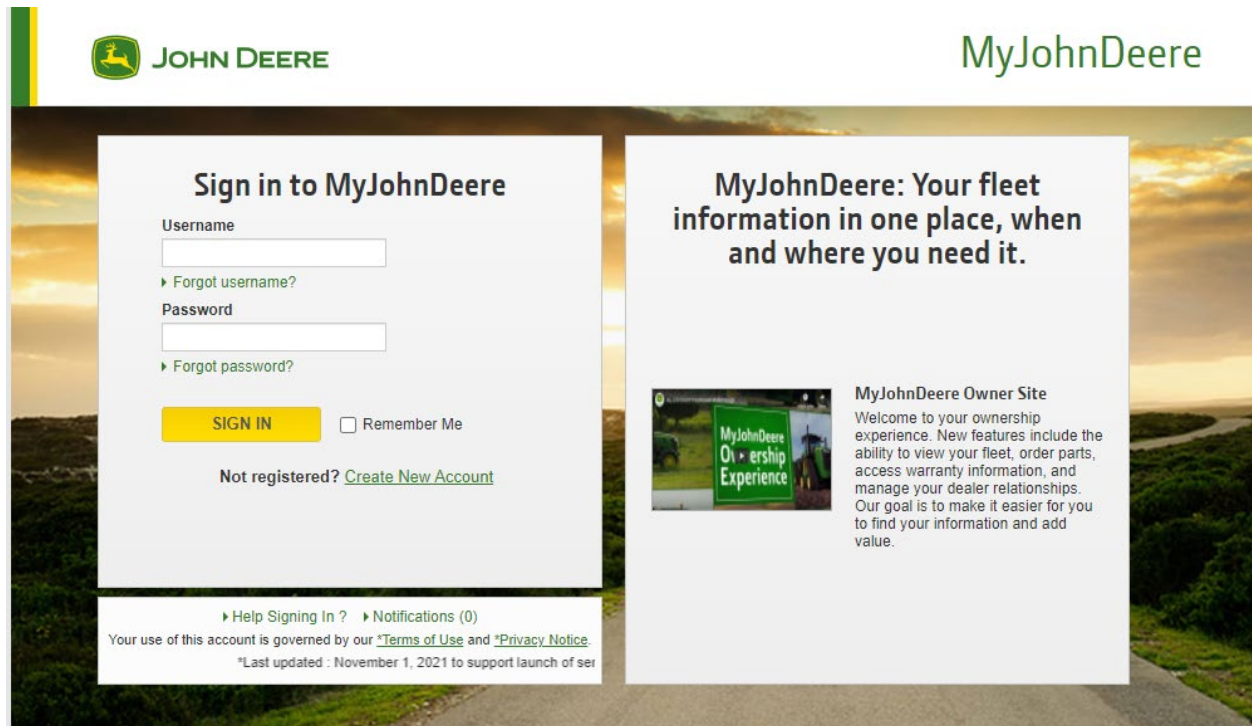 JOHN DEERE
MyJohnDeere
Sign in to MyJohnDeere
Username
Forgot username?
Password
Forgot password?
SIGN IN
Remember Me
Not registered? Create New Account
Help Signing In ? Notifications (0)
Your use of this account is governed by our *Terms of Use and *Privacy Notice.
*Last updated : November 1, 2021 to support launch of
MyJohnDeere: Your fleet
information in one place, when
and where you need it.
MyJohnDeere
Experience
MyJohnDeere Owner Site
Welcome to your ownership
experience. New features include the
ability to view your fleet, order parts,
access warranty information, and
manage your dealer relationships.
Our goal is to make it easier for you
to find your information and add
value.